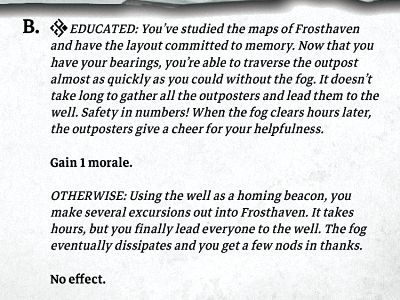 B. EDUCATED: You've studied the maps of Frosthaven
and have the layout committed to memory. Now that you
have your bearings, you're able to traverse the outpost
almost as quickly as you could without the fog. It doesn't
take long to gather all the outposters and lead them to the
well. Safety in numbers! When the fog clears hours later,
the outposters give a cheer for your helpfulness.
Gain 1 morale.
OTHERWISE: Using the well as a homing beacon, you
make several excursions out into Frosthaven. It takes
hours, but you finally lead everyone to the well. The fog
eventually dissipates and you get a few nods in thanks.
No effect.